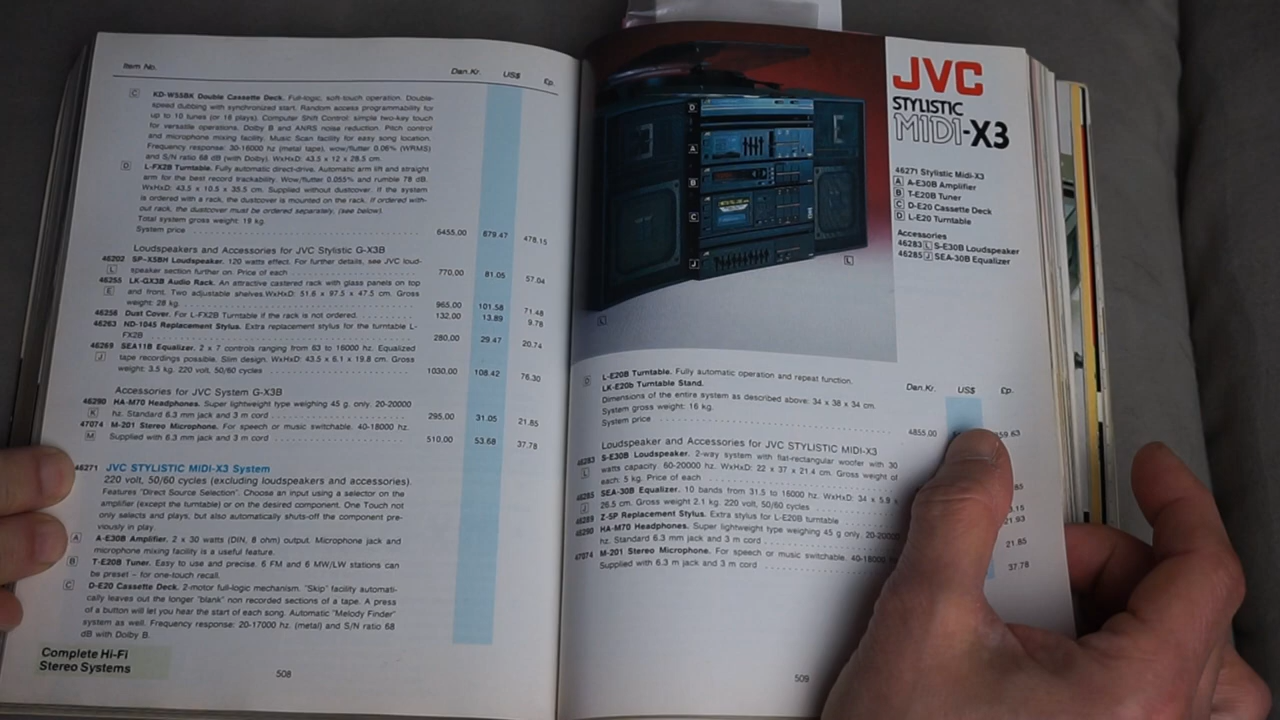 Item No.
Dan.Kr. US$ £p.
C KD-W55BK Double Cassette Deck. Full-logic, soft-touch operation. Double-
speed dubbing with synchronized start. Random access programmability for
up to 10 tunes (or 18 plays). Computer Shift Control: simple two-key touch
for versatile operations. Dolby B and ANRS noise reduction. Pitch control
and microphone mixing facility. Music Scan facility for easy song location.
Frequency response: 30-16000 hz (metal tape), wow/flutter 0.06% (WRMS)
and S/N ratio 68 dB (with Dolby). WxHxD: 43.5 x 12 x 28.5 cm.
D L-FX2B Turntable. Fully automatic direct-drive. Automatic arm lift and straight
arm for the best record trackability. Wow/flutter 0.055% and rumble 78 dB.
WxHxD: 43.5 x 10.5 x 35.5 cm. Supplied without dustcover. If the system
is ordered with a rack, the dustcover is mounted on the rack. If ordered with-
out rack, the dustcover must be ordered separately. (see below).
Total system gross weight: 19 kg.
System price 6455.00 679.47 478.15
Loudspeakers and Accessories for JVC Stylistic G-X3B
46202 SP-X5BH Loudspeaker. 120 watts effect. For further details, see JVC loud-
L speaker section further on. Price of each 770,00 81.05 57.04
46255 LK-GX3B Audio Rack. An attractive castered rack with glass panels on top
E and front. Two adjustable shelves.WxHxD: 51.6 x 97.5 x 47.5 cm. Gross
weight: 28 kg. 965,00 101.58 71.48
46256 Dust Cover. For L-FX2B Turntable if the rack is not ordered. 132,00 13.89 9.78
46263 ND-1045 Replacement Stylus. Extra replacement stylus for the turntable L-
FX2B 280,00 29.47 20.74
46269 SEA11B Equalizer. 2 x 7 controls ranging from 63 to 16000 hz. Equalized
J tape recordings possible. Slim design. WxHxD: 43.5 x 6.1 x 19.8 cm. Gross
weight: 3.5 kg. 220 volt, 50/60 cycles 1030,00 108.42 76.30
Accessories for JVC System G-X3B
46290 HA-M70 Headphones. Super lightweight type weighing 45 g. only. 20-20000
K hz. Standard 6.3 mm jack and 3 m cord 295,00 31.05 21.85
47074 M-201 Stereo Microphone. For speech or music switchable. 40-18000 hz.
M Supplied with 6.3 mm jack and 3 m cord 510,00 53.68 37.78
46271 JVC STYLISTIC MIDI-X3 System
220 volt, 50/60 cycles (excluding loudspeakers and accessories).
Features "Direct Source Selection". Choose an input using a selector on the
amplifier (except turntable) or on the desired component. One Touch not
only selects and plays, but also automatically shuts-off the component pre-
viously in play.
A A-E30B Amplifier. 2 x 30 watts (DIN, 8 ohm) output. Microphone jack and
microphone mixing facility is a useful feature.
B T-E20B Tuner. Easy to use and precise. 6 FM and 6 MW/LW stations can
be preset – for one-touch recall.
C D-E20 Cassette Deck. 2-motor full-logic mechanism. "Skip" facility automati-
cally leaves out the longer "blank" non recorded sections of a tape. A press
of a button will let you hear the start of each song. Automatic "Melody Finder"
system as well. Frequency response: 20-17000 hz. (metal) and S/N ratio 68
dB with Dolby B.
Complete Hi-Fi
Stereo Systems
508
JVC
STYLISTIC
MIDI-X3
46271 Stylistic Midi-X3
A A-E30B Amplifier
B T-E20B Tuner
C D-E20 Cassette Deck
D L-E20 Turntable
Accessories
46283 L S-E30B Loudspeaker
46285 J SEA-30B Equalizer
D
A
B
C
J
L
D L-E20B Turntable. Fully automatic operation and repeat function.
LK-E20b Turntable Stand.
Dimensions of the entire system as described above: 34 x 38 x 34 cm.
System gross weight: 16 kg.
Dan.Kr. US$ £p.
System price 4855.00 59.63
Loudspeaker and Accessories for JVC STYLISTIC MIDI-X3
46283 S-E30B Loudspeaker. 2-way system with flat-rectangular woofer with 30
L watts capacity. 60-20000 hz. WxHxD: 22 x 37 x 21.4 cm. Gross weight of
each: 5 kg. Price of each
46285 SEA-30B Equalizer. 10 bands from 31.5 to 16000 hz. WxHxD: 34 x 5.9 x
J 26.5 cm. Gross weight 2.1 kg. 220 volt, 50/60 cycles
46289 Z-5P Replacement Stylus. Extra stylus for L-E20B turntable
46290 HA-M70 Headphones. Super lightweight type weighing 45 g only. 20-20000
hz. Standard 6.3 mm jack and 3 m cord 21.85
47074 M-201 Stereo Microphone. For speech or music switchable. 40-18000
Supplied with 6.3 m jack and 3 m cord 37.78
509